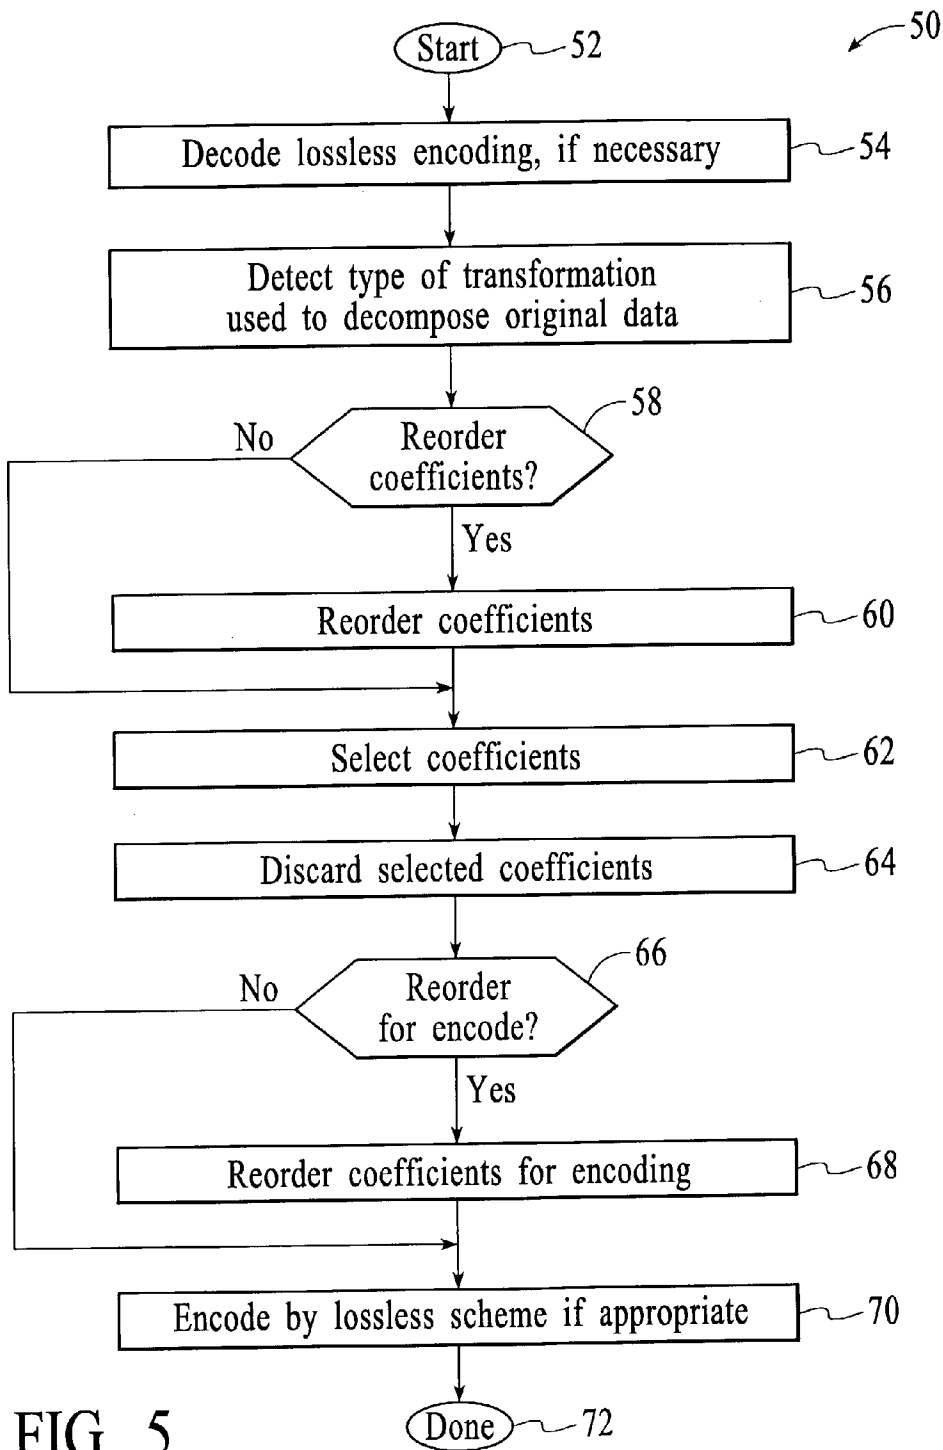 50
Start 52
Decode lossless encoding, if necessary 54
Detect type of transformation
used to decompose original data 56
58
No Reorder
coefficients?
Yes
Reorder coefficients 60
Select coefficients 62
Discard selected coefficients 64
66
No Reorder
for encode?
Yes
Reorder coefficients for encoding 68
Encode by lossless scheme if appropriate 70
Done 72
FIG. 5